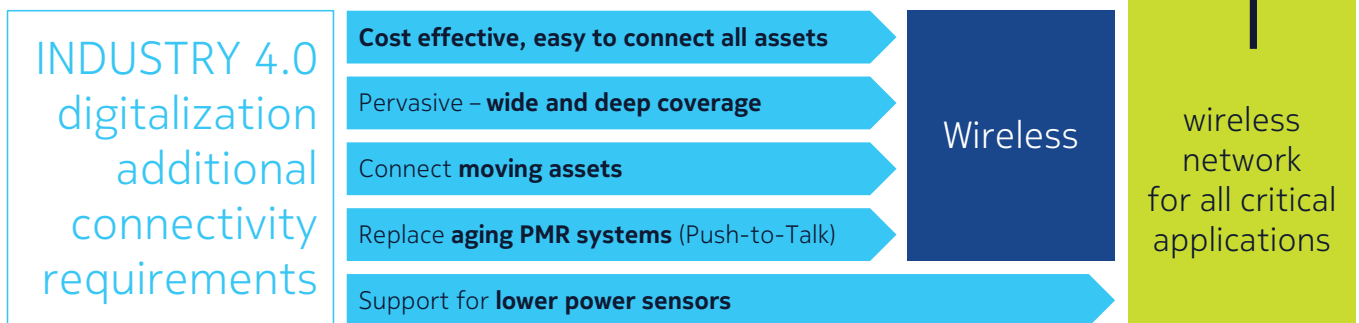 INDUSTRY 4.0
digitalization
additional
connectivity
requirements
Cost effective, easy to connect all assets
Pervasive – wide and deep coverage
Connect moving assets
Replace aging PMR systems (Push-to-Talk)
Support for lower power sensors
Wireless
wireless
network
for all critical
applications